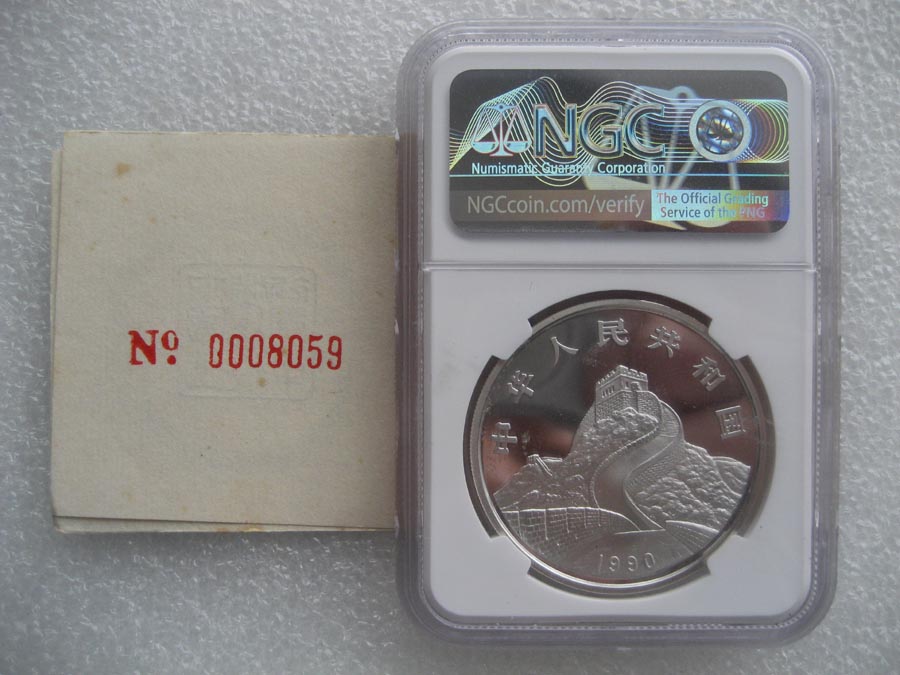 No 0008059
NGC
Numismatic Guaranty Corporation
NGCcoin.com/verify
The Official Grading
Service of the PNG
中华人民共和国
1990